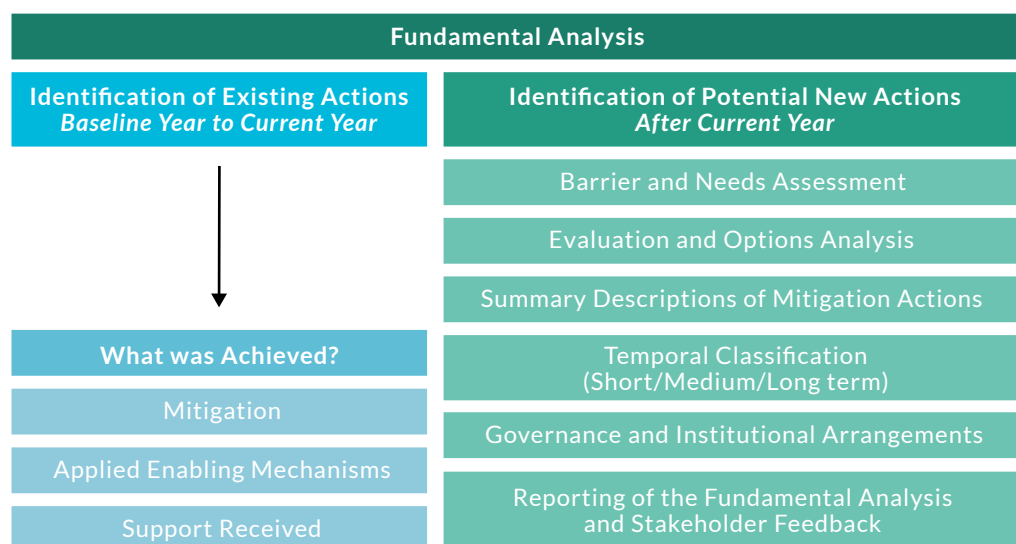 Fundamental Analysis
Identification of Existing Actions
Baseline Year to Current Year
What was Achieved?
Mitigation
Applied Enabling Mechanisms
Support Received
Identification of Potential New Actions
After Current Year
Barrier and Needs Assessment
Evaluation and Options Analysis
Summary Descriptions of Mitigation Actions
Temporal Classification
(Short/Medium/Long term)
Governance and Institutional Arrangements
Reporting of the Fundamental Analysis
and Stakeholder Feedback